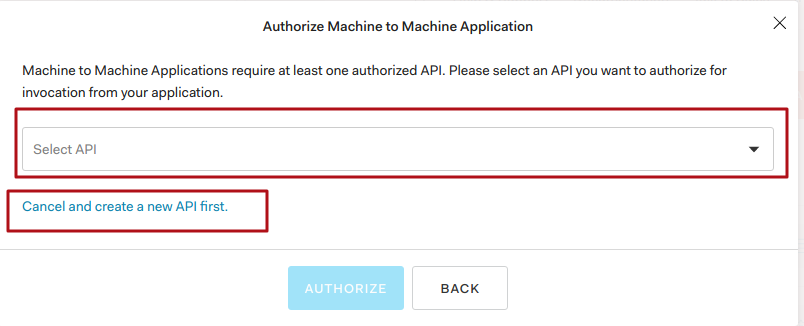 Authorize Machine to Machine Application
Machine to Machine Applications require at least one authorized API. Please select an API you want to authorize for
invocation from your application.
Select API
Cancel and create a new API first.
AUTHORIZE
BACK